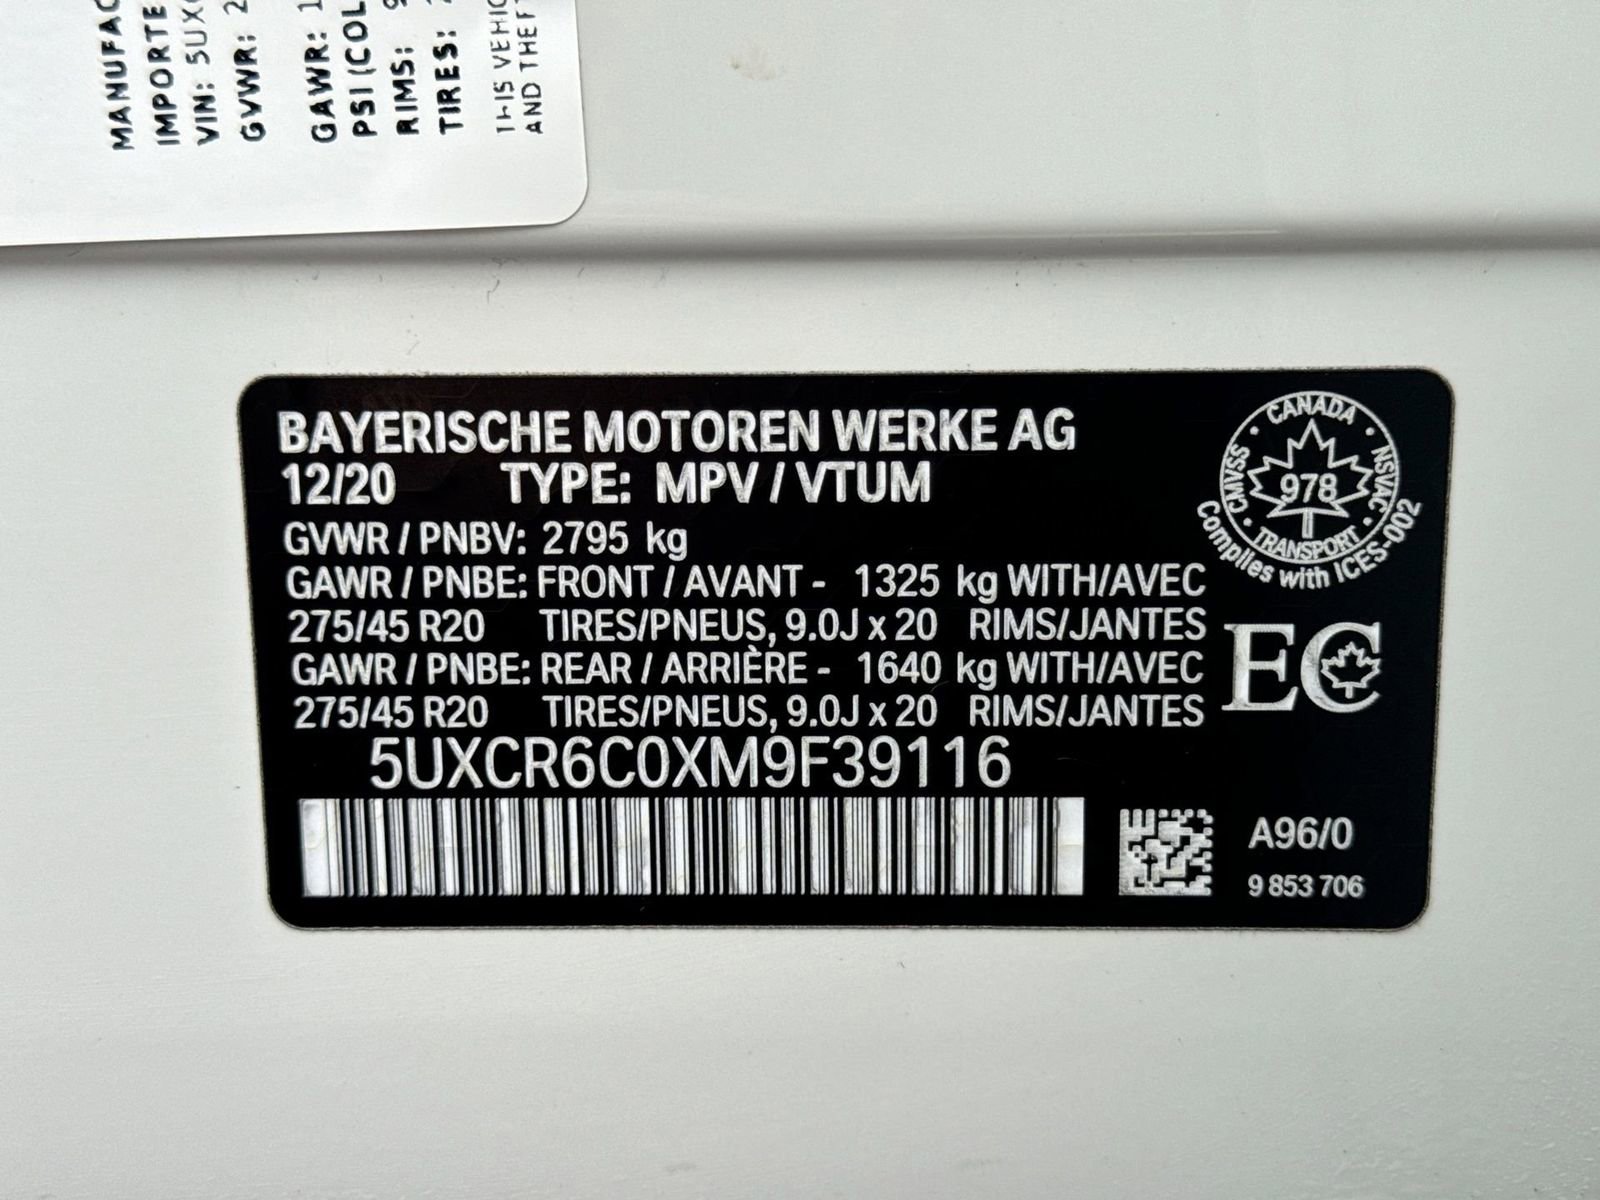 MANUFAC
IMPORTE
VIN: 5UX
GVWR: 2
GAWR: 1
PSI (COL
RIMS: 9
TIRES:
THIS VEHIC
AND THEF
BAYERISCHE MOTOREN WERKE AG
12/20 TYPE: MPV / VTUM
GVWR / PNBV: 2795 kg
GAWR / PNBE: FRONT / AVANT - 1325 kg WITH/AVEC
275/45 R20 TIRES/PNEUS, 9.0J x 20 RIMS/JANTES
GAWR / PNBE: REAR / ARRIÈRE - 1640 kg WITH/AVEC
275/45 R20 TIRES/PNEUS, 9.0J x 20 RIMS/JANTES
5UXCR6C0XM9F39116
CANADA
CMVSS • NSVAC
978
• TRANSPORT •
Complies with ICES-002
EC
A96/0
9 853 706